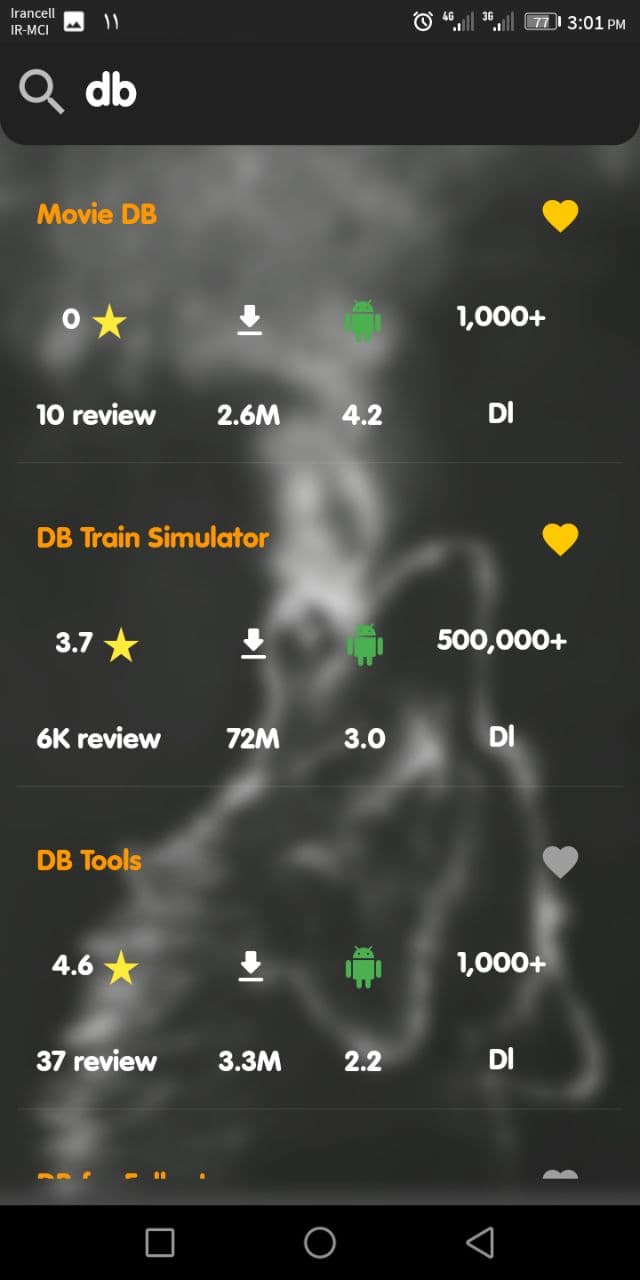 Irancell
IR-MCI
4G
3G
77
3:01 PM
db
Movie DB
0
1,000+
10 review
2.6M
4.2
Dl
DB Train Simulator
3.7
500,000+
6K review
72M
3.0
Dl
DB Tools
4.6
1,000+
37 review
3.3M
2.2
Dl